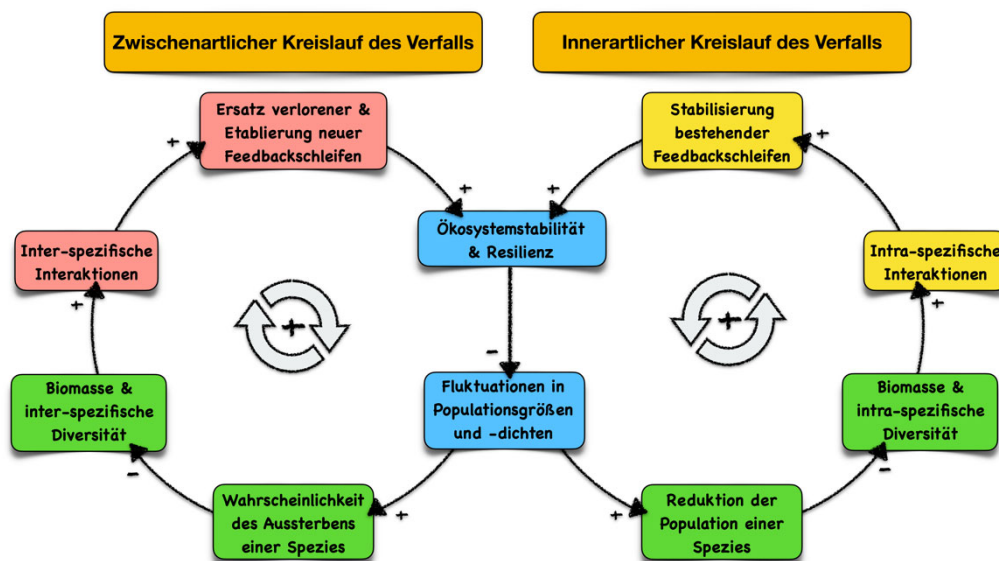 Zwischenartlicher Kreislauf des Verfalls
Innerartlicher Kreislauf des Verfalls
Ersatz verlorener &
Etablierung neuer
Feedbackschleifen
Stabilisierung
bestehender
Feedbackschleifen
+
+
+
+
Ökosystemstabilität
& Resilienz
Inter-spezifische
Interaktionen
Intra-spezifische
Interaktionen
+
+
+
+
-
Biomasse &
inter-spezifische
Diversität
Fluktuationen in
Populationsgrößen
und -dichten
Biomasse &
intra-spezifische
Diversität
-
-
Wahrscheinlichkeit
des Aussterbens
einer Spezies
+
+
Reduktion der
Population einer
Spezies